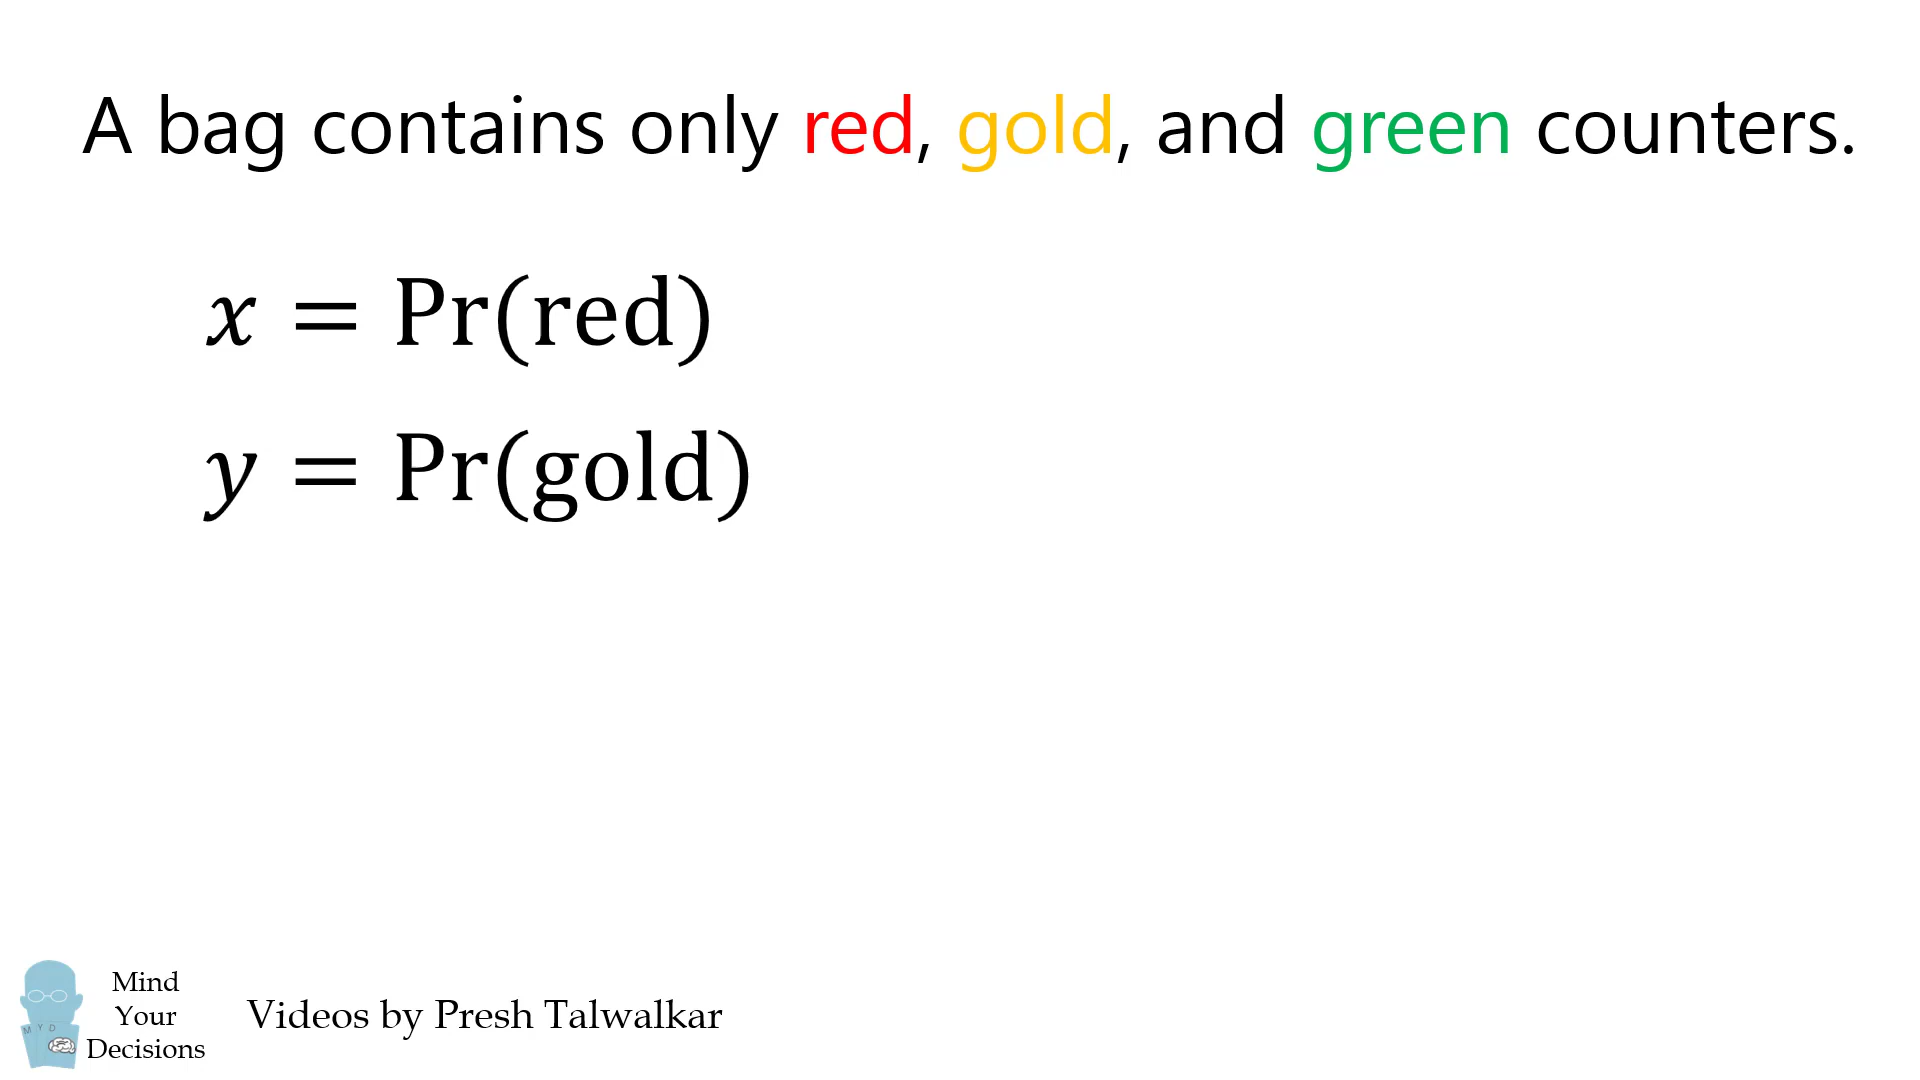 A bag contains only red, gold, and green counters.
x = Pr(red)
y = Pr(gold)
M Y D
Mind
Your
Decisions
Videos by Presh Talwalkar